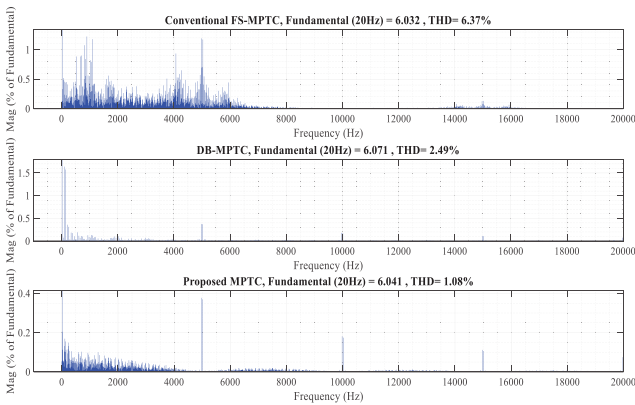 Conventional FS-MPTC, Fundamental (20Hz) = 6.032 , THD= 6.37%
Mag (% of Fundamental)
1
0.5
0
0 2000 4000 6000 8000 10000 12000 14000 16000 18000 20000
Frequency (Hz)
DB-MPTC, Fundamental (20Hz) = 6.071 , THD= 2.49%
Mag (% of Fundamental)
1.5
1
0.5
0
0 2000 4000 6000 8000 10000 12000 14000 16000 18000 20000
Frequency (Hz)
Proposed MPTC, Fundamental (20Hz) = 6.041 , THD= 1.08%
Mag (% of Fundamental)
0.4
0.2
0
0 2000 4000 6000 8000 10000 12000 14000 16000 18000 20000
Frequency (Hz)